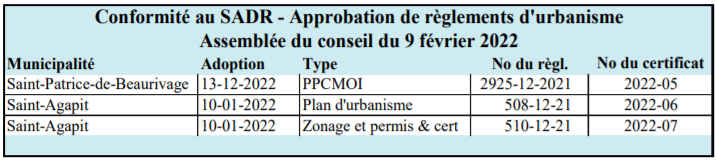 Conformité au SADR - Approbation de règlements d'urbanisme
Assemblée du conseil du 9 février 2022
Municipalité Adoption Type No du règl. No du certificat
Saint-Patrice-de-Beaurivage 13-12-2022 PPCMOI 2925-12-2021 2022-05
Saint-Agapit 10-01-2022 Plan d'urbanisme 508-12-21 2022-06
Saint-Agapit 10-01-2022 Zonage et permis & cert 510-12-21 2022-07